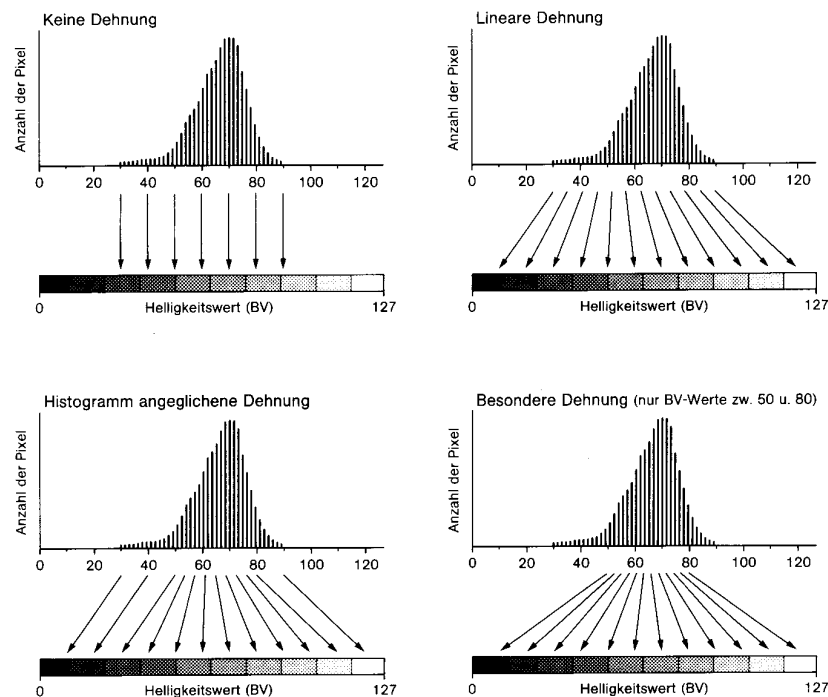 Keine Dehnung
Anzahl der Pixel
0 20 40 60 80 100 120
0 127
Helligkeitswert (BV)
Lineare Dehnung
Anzahl der Pixel
0 20 40 60 80 100 120
0 127
Helligkeitswert (BV)
Histogramm angeglichene Dehnung
Anzahl der Pixel
0 20 40 60 80 100 120
0 127
Helligkeitswert (BV)
Besondere Dehnung (nur BV-Werte zw. 50 u. 80)
Anzahl der Pixel
0 20 40 60 80 100 120
0 127
Helligkeitswert (BV)